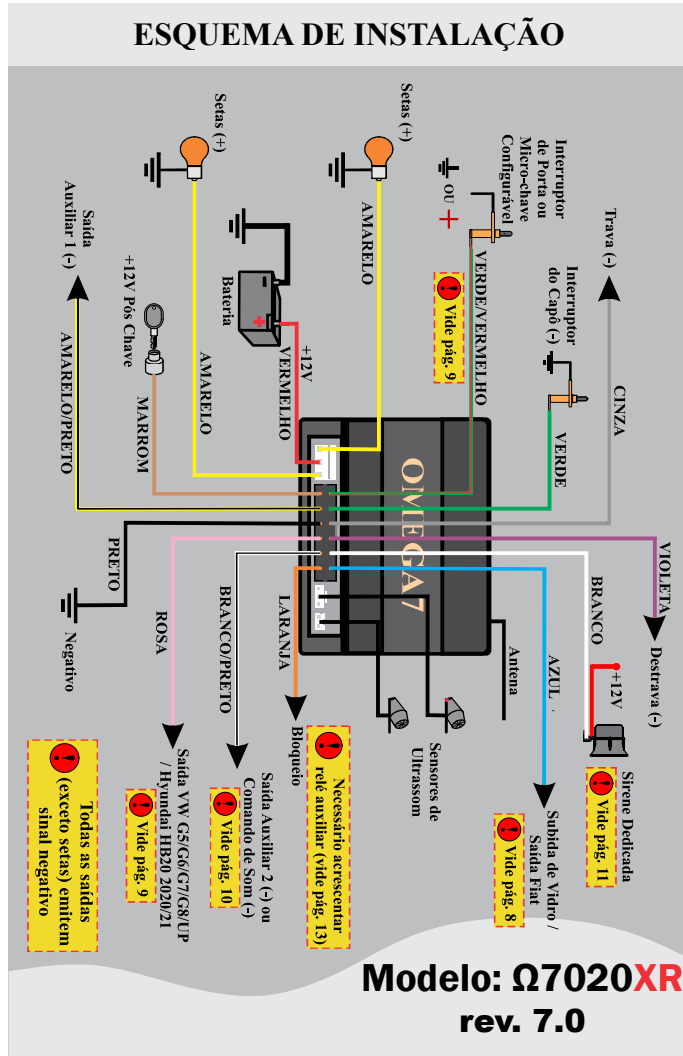 ESQUEMA DE INSTALAÇÃO
Setas (+)
Setas (+)
Interruptor
de Porta ou
Micro-chave
Configurável
OU
+
Trava (-)
Interruptor
do Capô (-)
Saída
Auxiliar 1 (-)
+12V Pós Chave
Bateria
+
-
+12V
VERMELHO
AMARELO
AMARELO
VERDE/VERMELHO
! Vide pág. 9
CINZA
VERDE
MARROM
AMARELO/PRETO
OMEGA7
PRETO
Negativo
ROSA
BRANCO/PRETO
LARANJA
VIOLETA
BRANCO
AZUL
Antena
Destrava (-)
+12V
Sirene Dedicada
! Vide pág. 11
Sensores de
Ultrassom
Bloqueio
! Necessário acrescentar
relé auxiliar (vide pág. 13)
Subida de Vidro /
Saída Fiat
! Vide pág. 8
Saída Auxiliar 2 (-) ou
Comando de Som (-)
! Vide pág. 10
Saída VW G5/G6/G7/G8/UP
/ Hyundai HB20 2020/21
! Vide pág. 9
! Todas as saídas
(exceto setas) emitem
sinal negativo
Modelo: Ω7020XR
rev. 7.0